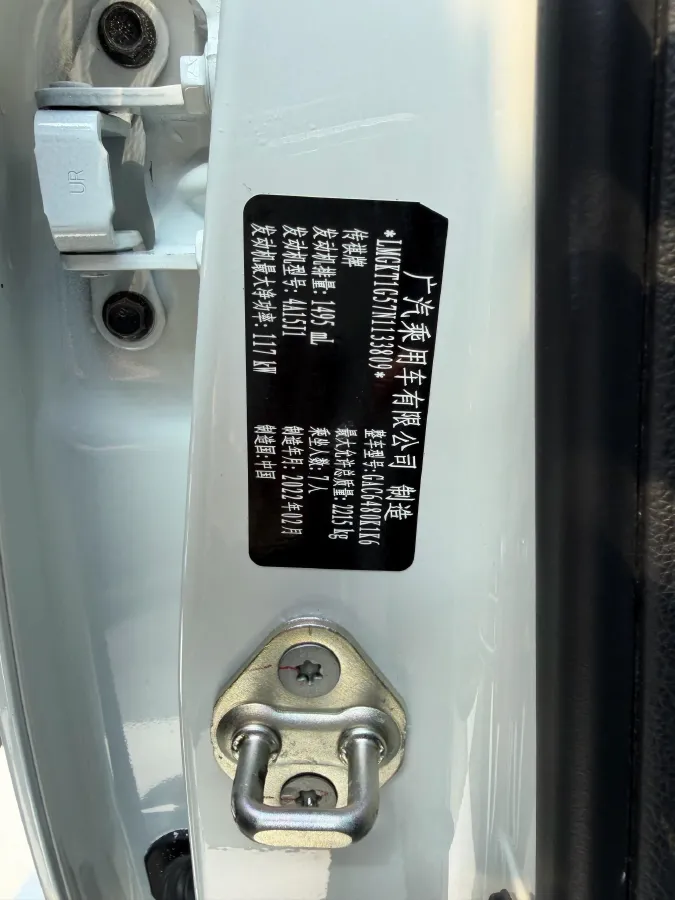 广汽乘用车有限公司 制造
*LMGKT1G57N1133809* 整车型号:GAC6480K1K6
传祺牌 最大允许总质量: 2215 kg
发动机排量: 1495 mL 乘坐人数: 7人
发动机型号: 4A15J1 制造年月: 2022年02月
发动机最大净功率: 117 kW 制造国: 中国
UR